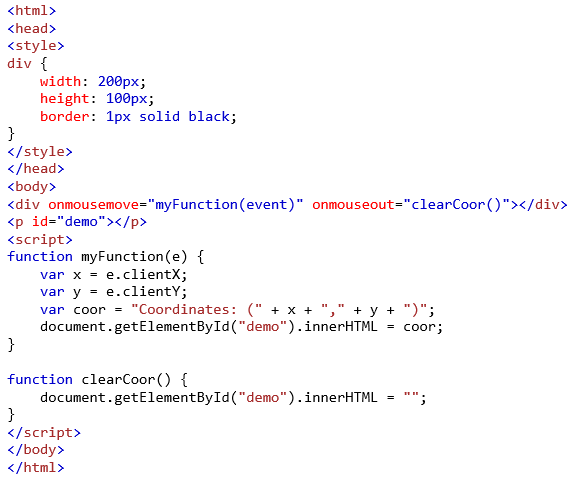 <html>
<head>
<style>
div {
    width: 200px;
    height: 100px;
    border: 1px solid black;
}
</style>
</head>
<body>
<div onmousemove="myFunction(event)" onmouseout="clearCoor()"></div>
<p id="demo"></p>
<script>
function myFunction(e) {
    var x = e.clientX;
    var y = e.clientY;
    var coor = "Coordinates: (" + x + "," + y + ")";
    document.getElementById("demo").innerHTML = coor;
}

function clearCoor() {
    document.getElementById("demo").innerHTML = "";
}
</script>
</body>
</html>